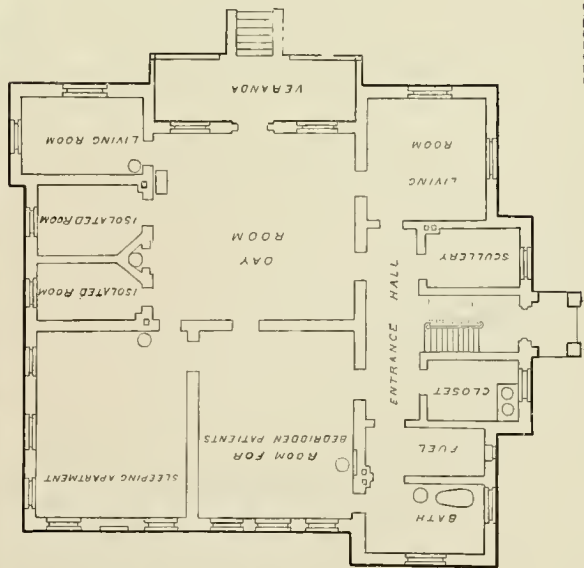 BATH
SLEEPING APARTMENT
ROOM FOR
BEDRIDDEN PATIENTS
FUEL
CLOSET
ENTRANCE HALL
ISOLATED ROOM
DAY
ROOM
SCULLERY
ISOLATED ROOM
LIVING
ROOM
LIVING ROOM
VERANDA